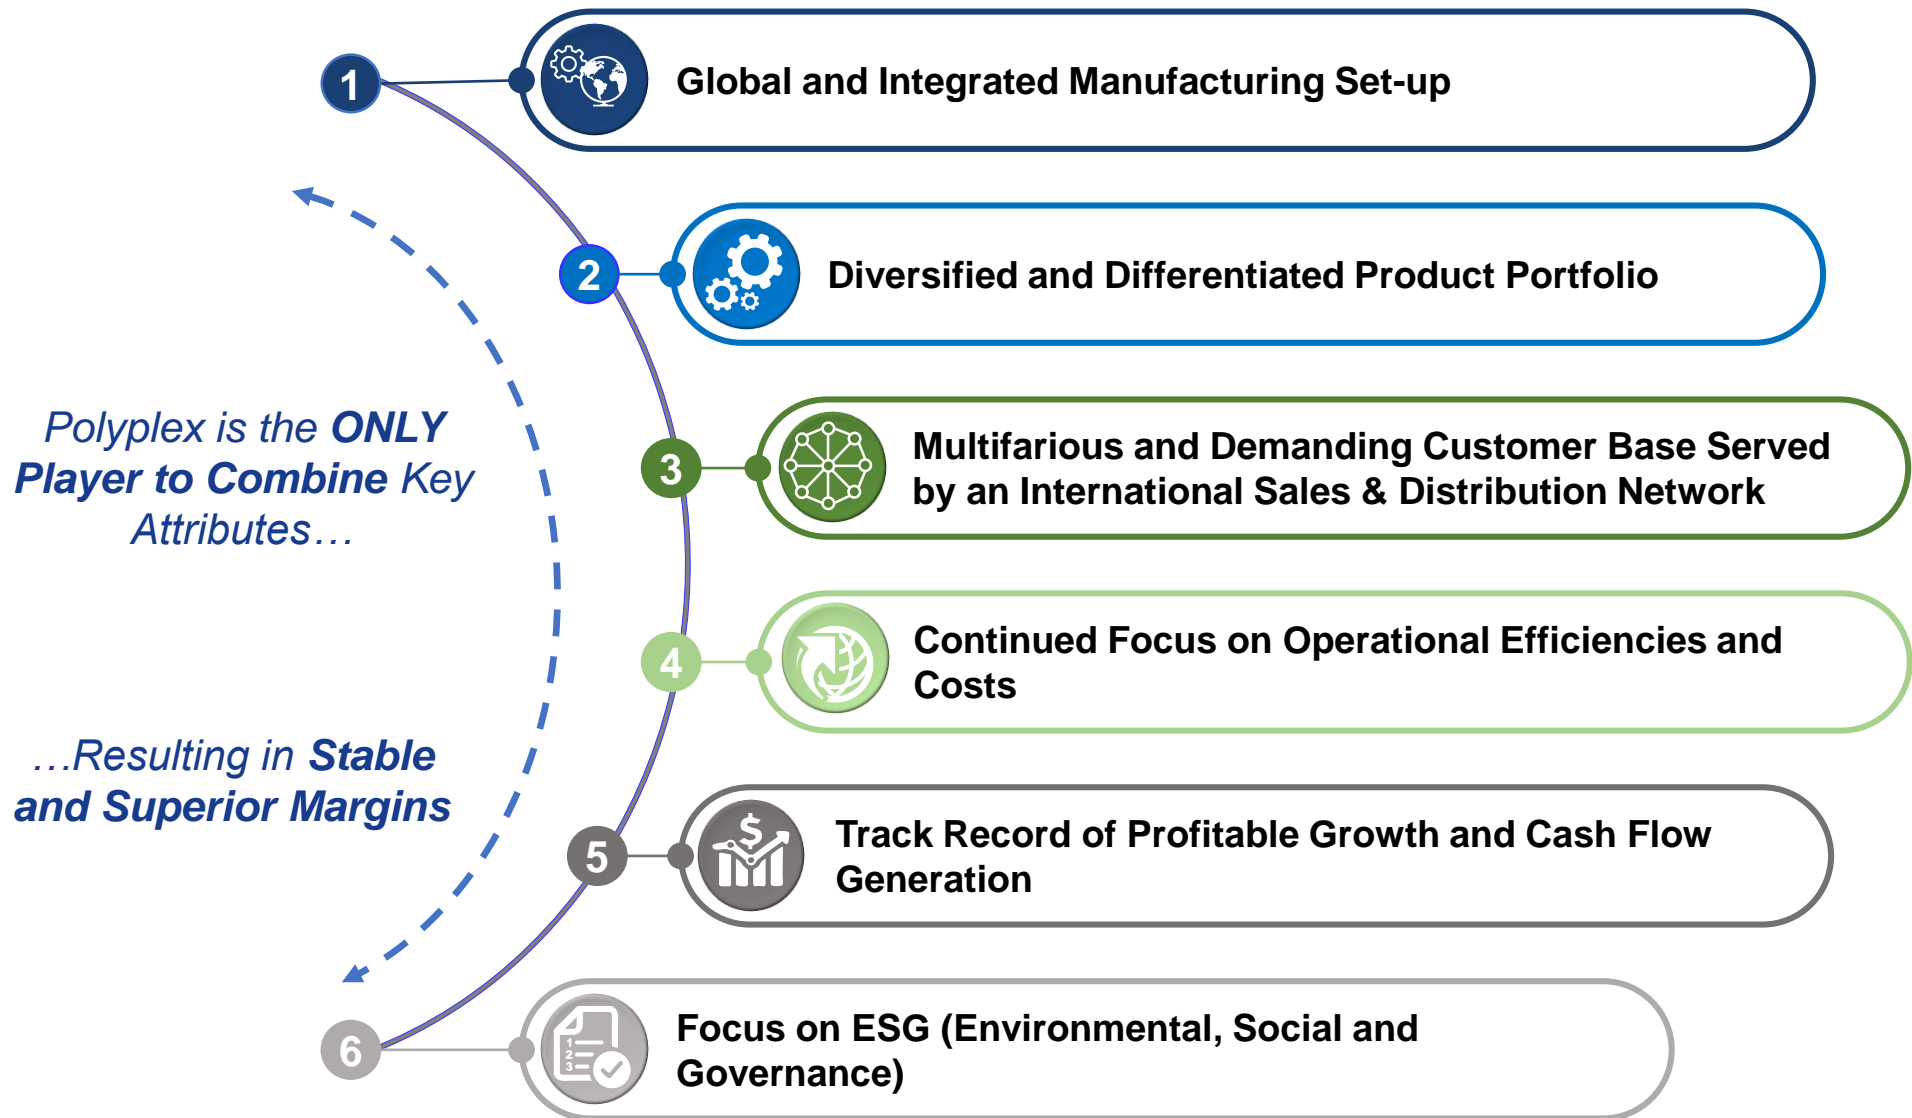 1
Global and Integrated Manufacturing Set-up
2
Diversified and Differentiated Product Portfolio
Polyplex is the ONLY
Player to Combine Key
Attributes…
3
Multifarious and Demanding Customer Base Served
by an International Sales & Distribution Network
4
Continued Focus on Operational Efficiencies and
Costs
…Resulting in Stable
and Superior Margins
5
$
Track Record of Profitable Growth and Cash Flow
Generation
6
1
2
3
Focus on ESG (Environmental, Social and
Governance)